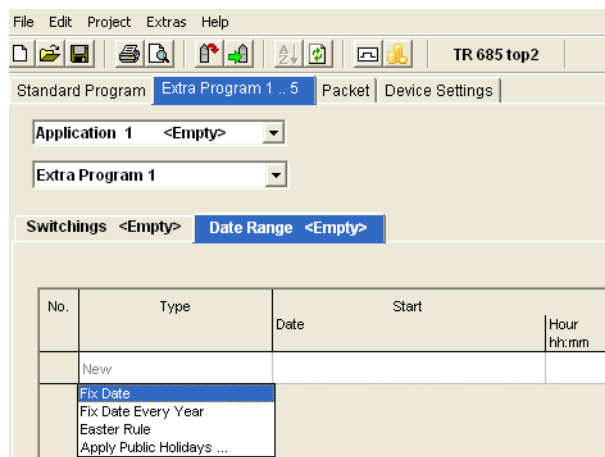 File Edit Project Extras Help
TR 685 top2
Standard Program Extra Program 1 .. 5 Packet Device Settings
Application 1 <Empty>
Extra Program 1
Switchings <Empty> Date Range <Empty>
No. Type Start
Date Hour
hh:mm
New
Fix Date
Fix Date Every Year
Easter Rule
Apply Public Holidays ...